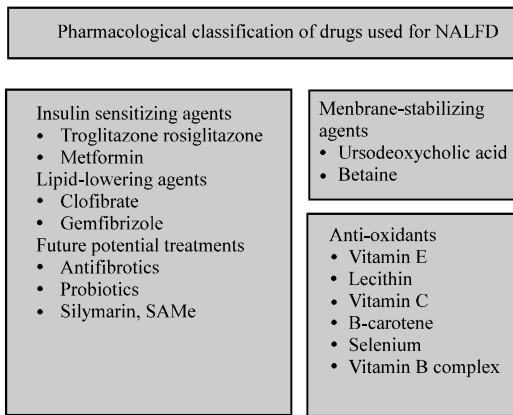 Pharmacological classification of drugs used for NALFD
Insulin sensitizing agents
• Troglitazone rosiglitazone
• Metformin
Lipid-lowering agents
• Clofibrate
• Gemfibrizole
Future potential treatments
• Antifibrotics
• Probiotics
• Silymarin, SAMe
Menbrane-stabilizing
agents
• Ursodeoxycholic acid
• Betaine
Anti-oxidants
• Vitamin E
• Lecithin
• Vitamin C
• B-carotene
• Selenium
• Vitamin B complex